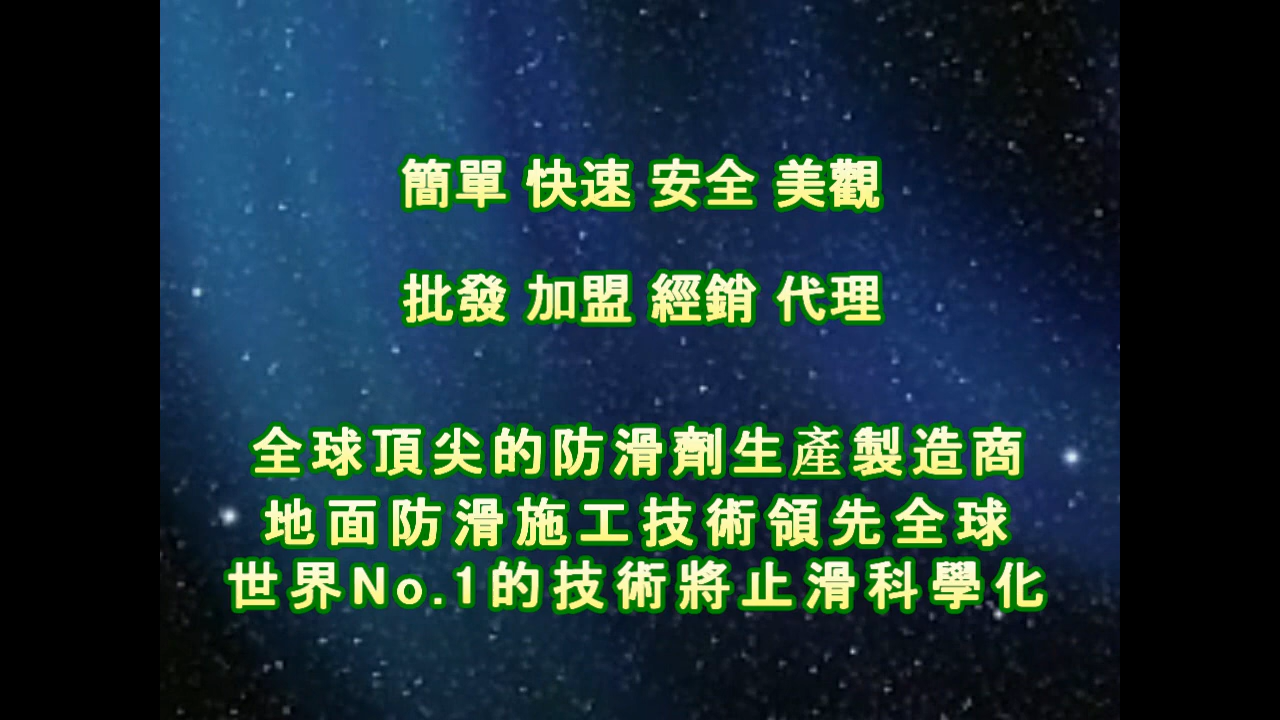 簡單 快速 安全 美觀
批發 加盟 經銷 代理
全球頂尖的防滑劑生產製造商
地面防滑施工技術領先全球
世界No.1的技術將止滑科學化